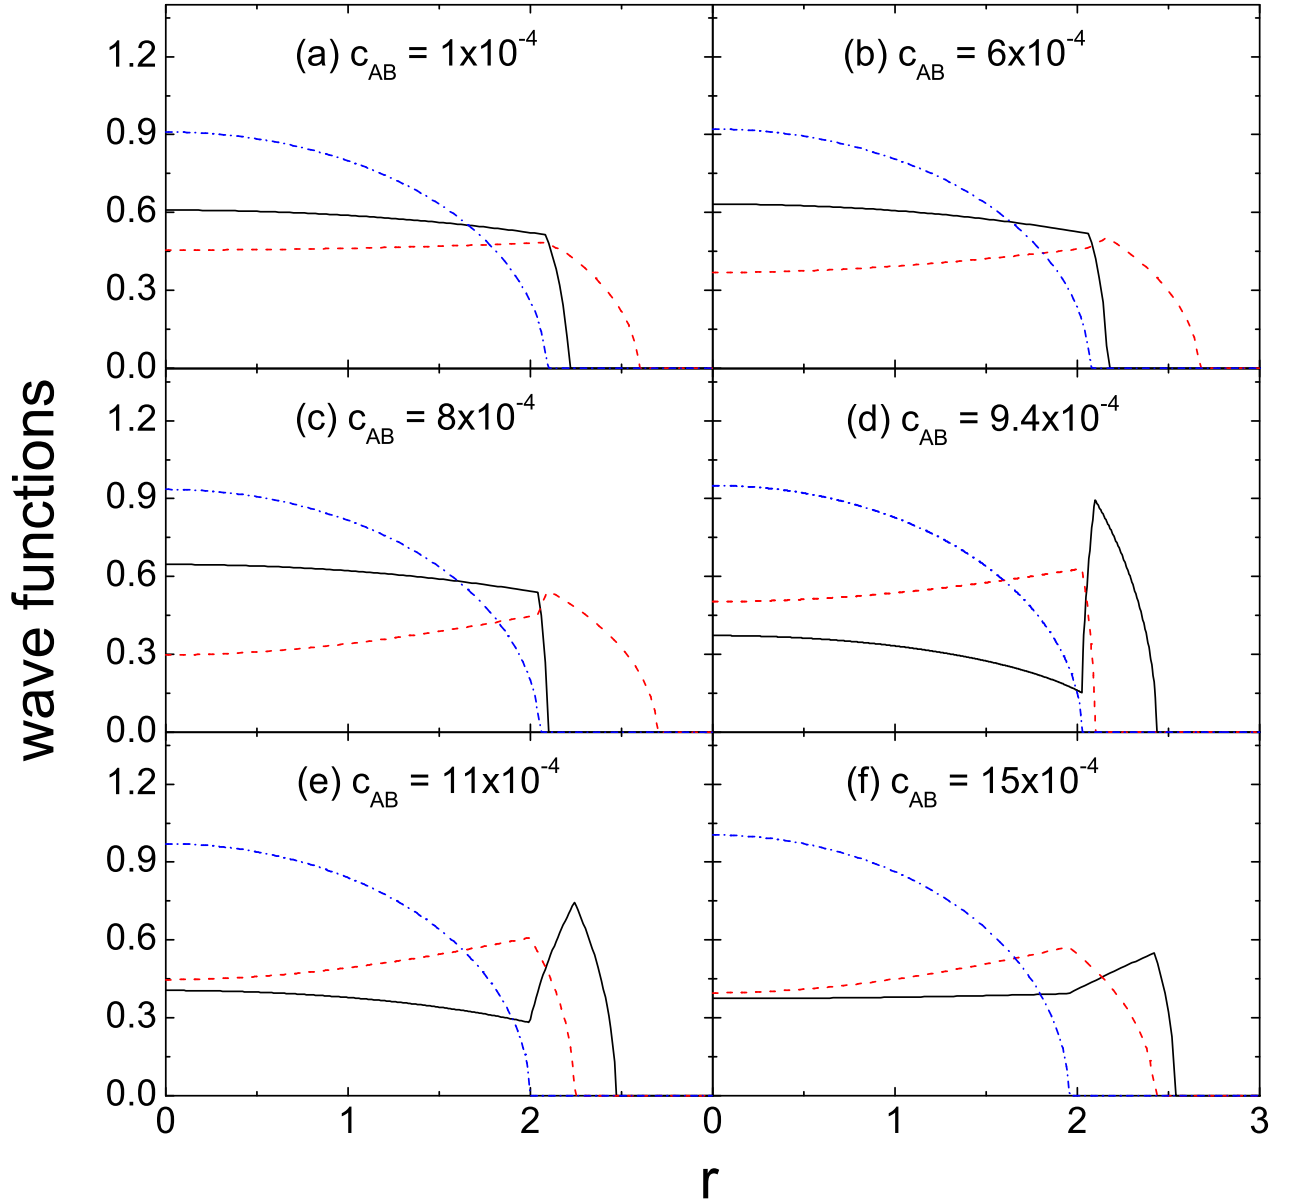 (a) c_AB = 1x10^-4
(b) c_AB = 6x10^-4
1.2
0.9
0.6
0.3
0.0
(c) c_AB = 8x10^-4
(d) c_AB = 9.4x10^-4
1.2
0.9
0.6
0.3
0.0
wave functions
(e) c_AB = 11x10^-4
(f) c_AB = 15x10^-4
1.2
0.9
0.6
0.3
0.0
0 1 2 0 1 2 3
r